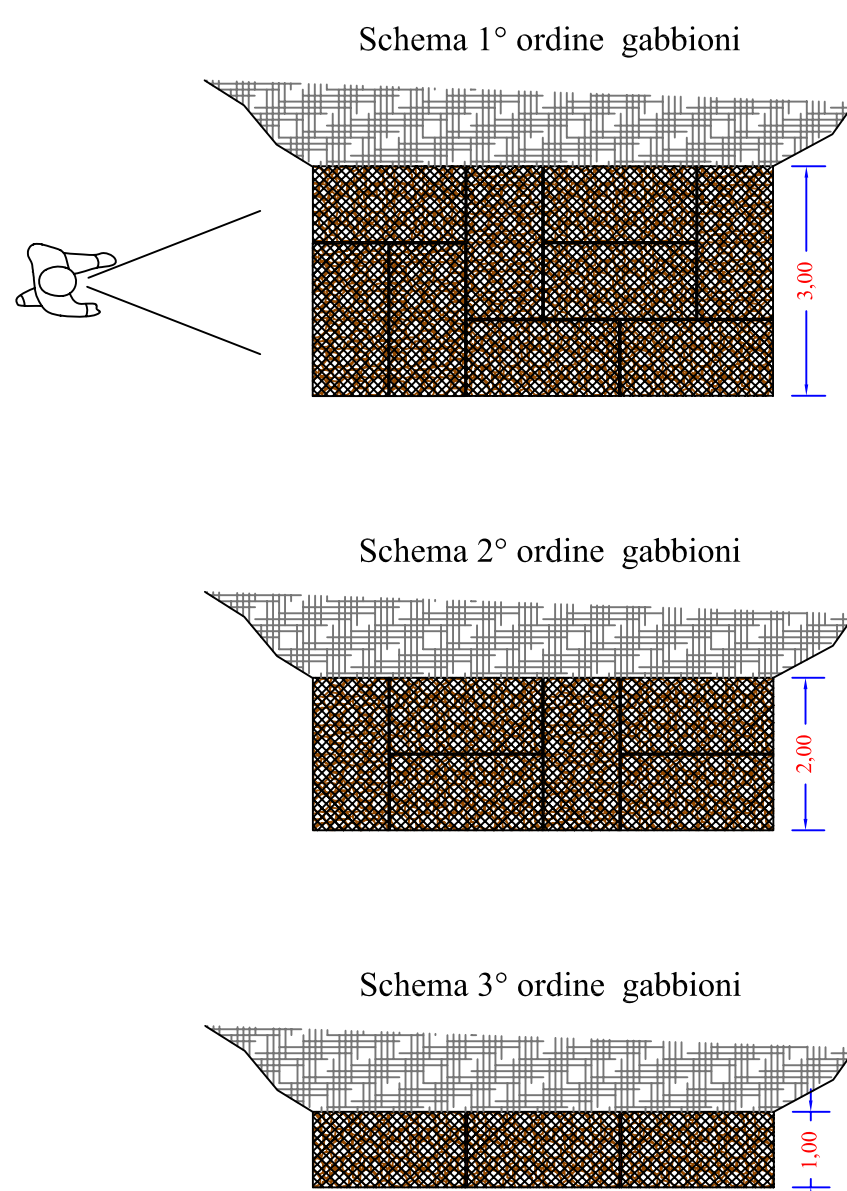 Schema 1° ordine gabbioni
3,00
Schema 2° ordine gabbioni
2,00
Schema 3° ordine gabbioni
1,00